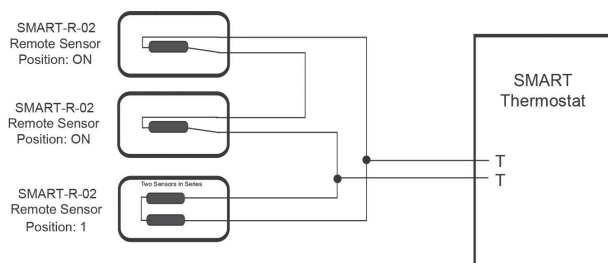 SMART-R-02
Remote Sensor
Position: ON
SMART-R-02
Remote Sensor
Position: ON
SMART-R-02
Remote Sensor
Position: 1
Two Sensors in Series
SMART
Thermostat
T
T